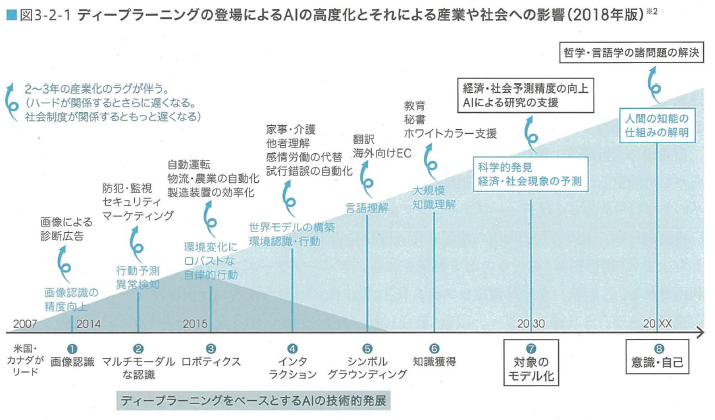 ■図3-2-1 ディープラーニングの登場によるAIの高度化とそれによる産業や社会への影響(2018年版)※2
2〜3年の産業化のラグが伴う。
(ハードが関係するとさらに遅くなる。
社会制度が関係するともっと遅くなる)
画像による
診断広告
防犯・監視
セキュリティ
マーケティング
自動運転
物流・農業の自動化
製造装置の効率化
家事・介護
他者理解
感情労働の代替
試行錯誤の自動化
翻訳
海外向けEC
教育
秘書
ホワイトカラー支援
経済・社会予測精度の向上
AIによる研究の支援
哲学・言語学の諸問題の解決
画像認識の
精度向上
行動予測
異常検知
環境変化に
ロバストな
自律的行動
世界モデルの構築
環境認識・行動
言語理解
大規模
知識理解
科学的発見
経済・社会現象の予測
人間の知能の
仕組みの解明
2007
2014
2015
2030
20XX
米国・
カナダが
リード
❶
画像認識
❷
マルチモーダル
な認識
❸
ロボティクス
❹
インタ
ラクション
❺
シンボル
グラウンディング
❻
知識獲得
❼
対象の
モデル化
❽
意識・自己
ディープラーニングをベースとするAIの技術的発展